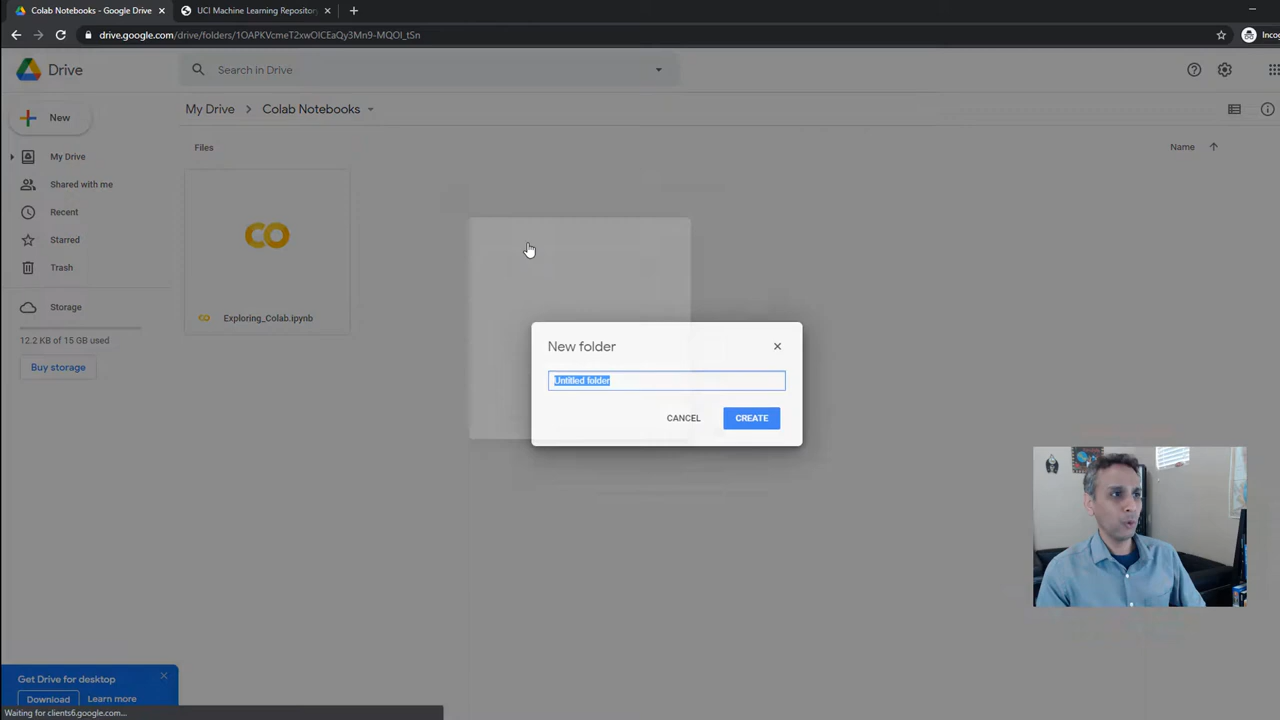 Colab Notebooks - Google Drive
UCI Machine Learning Repository
drive.google.com/drive/folders/1OAPKVcmeT2xwOlCEaQy3Mn9-MQOl_tSn
Incog
Drive
Search in Drive
New
My Drive
Colab Notebooks
Files
Name
My Drive
Shared with me
Recent
Starred
Trash
Storage
12.2 KB of 15 GB used
Buy storage
CO
Exploring_Colab.ipynb
New folder
Untitled folder
CANCEL
CREATE
Get Drive for desktop
Download
Learn more
Waiting for clients6.google.com...